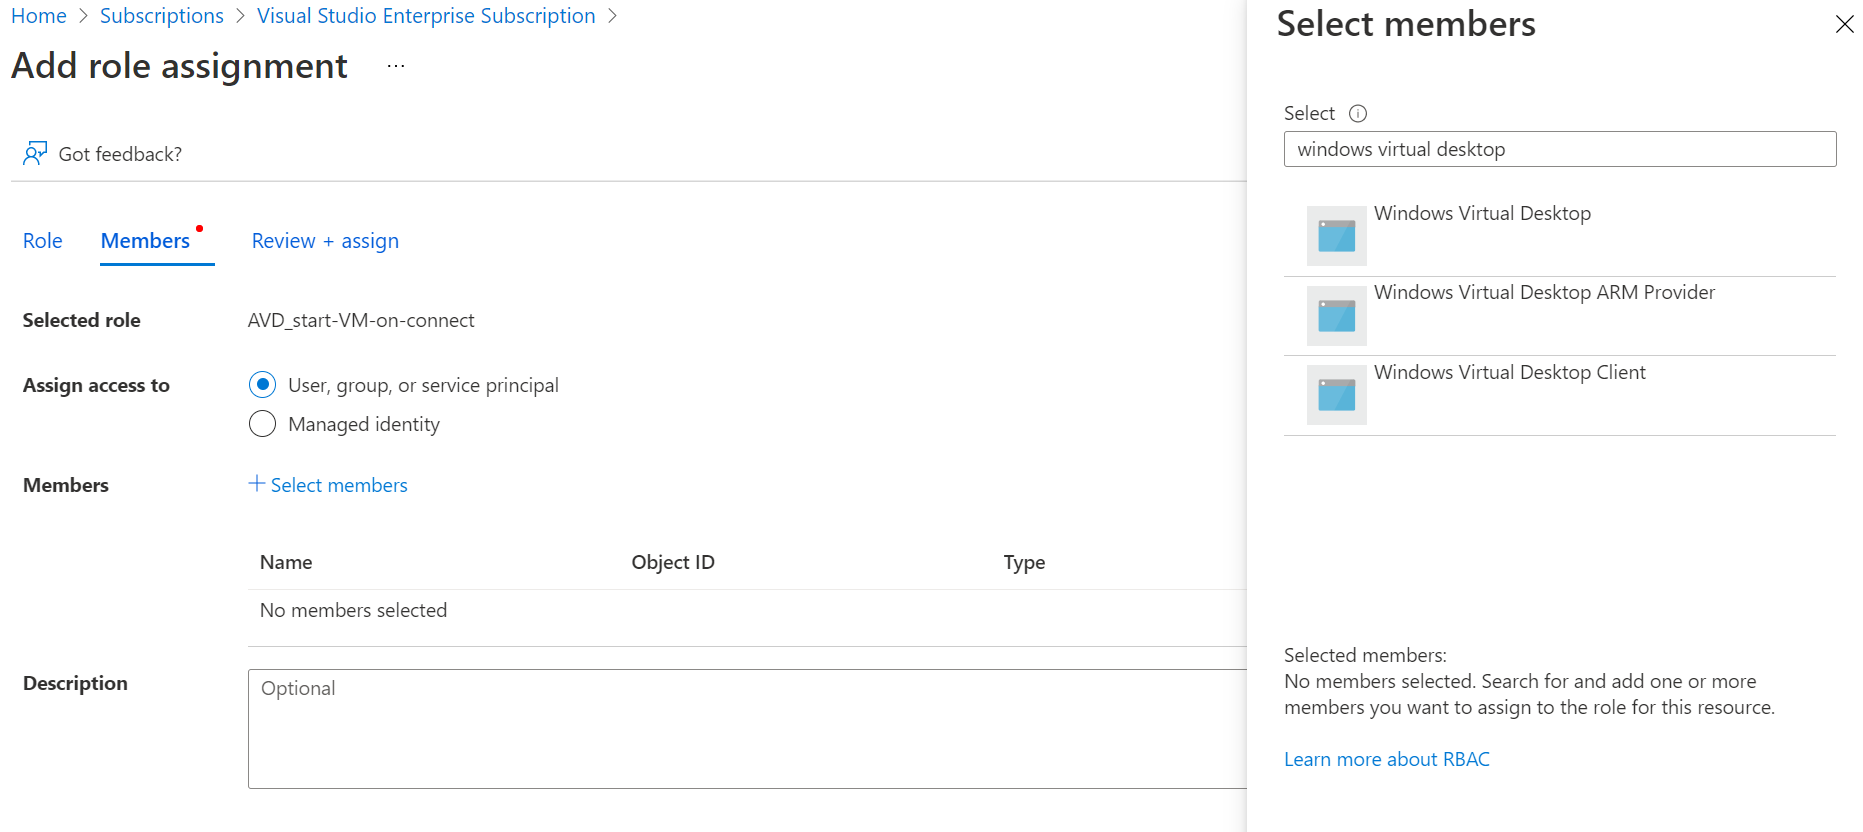 Home > Subscriptions > Visual Studio Enterprise Subscription >
Add role assignment ...
Got feedback?
Role Members Review + assign
Selected role AVD_start-VM-on-connect
Assign access to User, group, or service principal
Managed identity
Members + Select members
Name Object ID Type
No members selected
Description Optional
Select members
Select
windows virtual desktop
Windows Virtual Desktop
Windows Virtual Desktop ARM Provider
Windows Virtual Desktop Client
Selected members:
No members selected. Search for and add one or more
members you want to assign to the role for this resource.
Learn more about RBAC